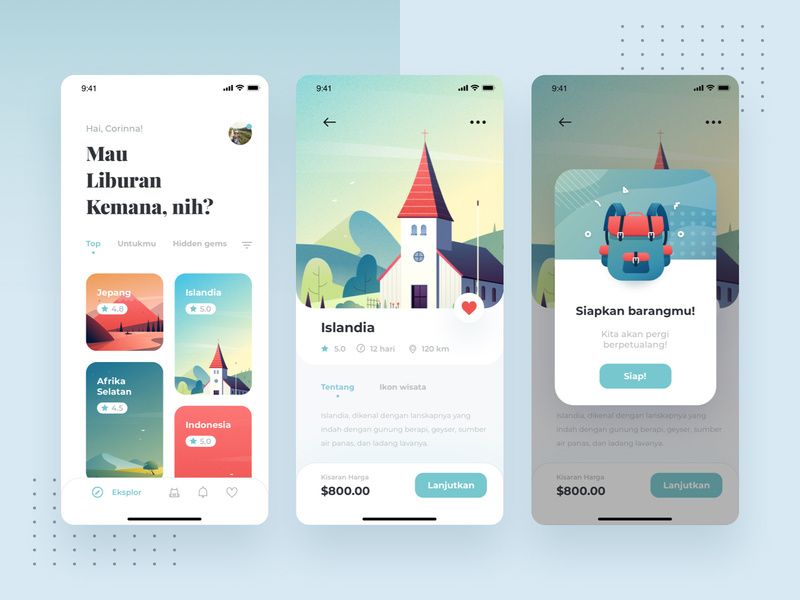 9:41
Hai, Corinna!
Mau
Liburan
Kemana, nih?
Top Untukmu Hidden gems
Jepang
4.8
Islandia
5.0
Afrika
Selatan
4.5
Indonesia
5.0
Eksplor
9:41
Islandia
5.0 12 hari 120 km
Tentang Ikon wisata
Islandia, dikenal dengan lanskapnya yang
indah dengan gunung berapi, geyser, sumber
air panas, dan ladang lavanya.
Kisaran Harga
$800.00
Lanjutkan
9:41
Siapkan barangmu!
Kita akan pergi
berpetualang!
Siap!
Islandia, dikenal dengan lanskapnya yang
indah dengan gunung berapi, geyser, sumber
air panas, dan ladang lavanya.
Kisaran Harga
$800.00
Lanjutkan